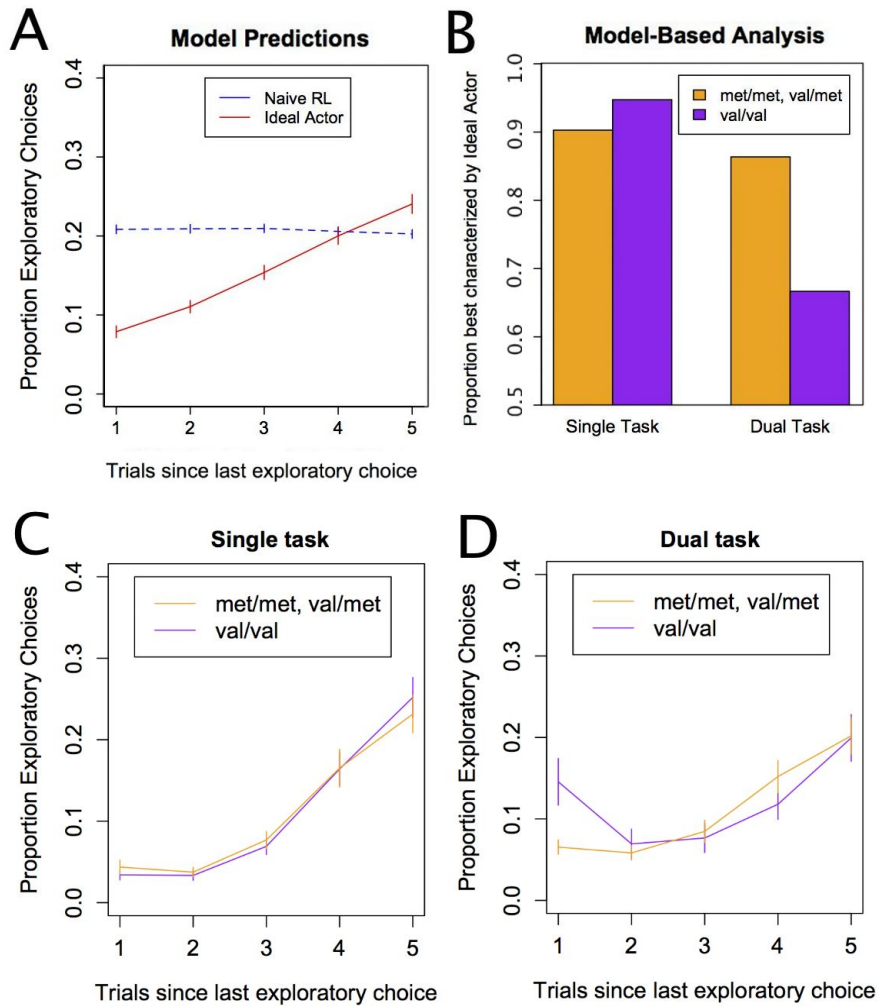 A
Model Predictions
Proportion Exploratory Choices
0.4
0.3
0.2
0.1
0.0
Naive RL
Ideal Actor
1 2 3 4 5
Trials since last exploratory choice
B
Model-Based Analysis
Proportion best characterized by Ideal Actor
1.0
0.9
0.8
0.7
0.6
0.5
met/met, val/met
val/val
Single Task Dual Task
C
Single task
Proportion Exploratory Choices
0.4
0.3
0.2
0.1
0.0
met/met, val/met
val/val
1 2 3 4 5
Trials since last exploratory choice
D
Dual task
Proportion Exploratory Choices
0.4
0.3
0.2
0.1
0.0
met/met, val/met
val/val
1 2 3 4 5
Trials since last exploratory choice